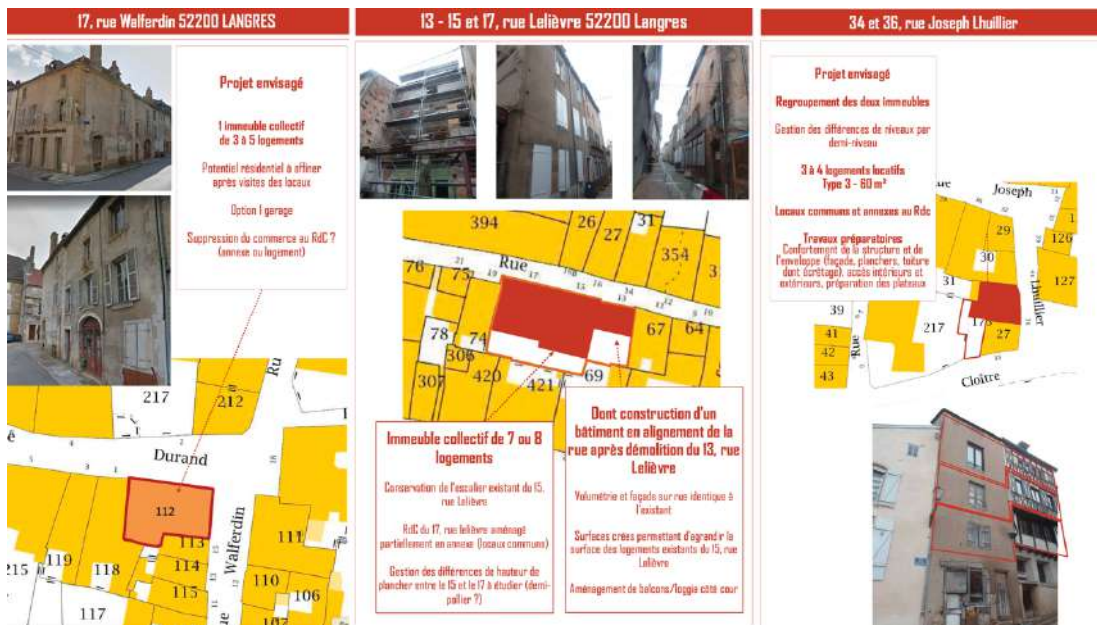 17, rue Walferdin 52200 LANGRES
Projet envisagé
1 immeuble collectif
de 3 à 5 logements
Potentiel résidentiel à affiner
après visites des locaux
Option 1 garage
Suppression du commerce au RdC ?
(annexe ou logement)
217
212
Ru
Durand
112
113
114
115
Walferdin
111
110
106
107
119
118
117
215
13 - 15 et 17, rue Lelièvre 52200 Langres
394
26
27
31
354
Rue
76
75
74
78
306
307
420
421
69
67
64
Immeuble collectif de 7 ou 8
logements
Conservation de l'escalier existant du 15,
rue Lelièvre
RdC du 17, rue lelièvre aménagé
partiellement en annexe (locaux communs)
Gestion des différences de hauteur de
plancher entre le 15 et le 17 à étudier (demi-
pallier ?)
Dont construction d'un
bâtiment en alignement de la
rue après démolition du 13, rue
Lelièvre
Volumétrie et façade sur rue identique à
l'existant
Surfaces crées permettant d'agrandir la
surface des logements existants du 15, rue
Lelièvre
Aménagement de balcons/loggia côté cour
34 et 36, rue Joseph Lhuillier
Projet envisagé
Regroupement des deux immeubles
Gestion des différences de niveaux par
demi-niveau
3 à 4 logements locatifs
Type 3 - 60 m²
Locaux communs et annexes au Rdc
Travaux préparatoires
Confortement de la structure et de
l'enveloppe (façade, planchers, toiture
dont écrêtage), accès intérieurs et
extérieurs, préparation des plateaux
Joseph
29
30
31
126
127
Lhuillier
39
41
42
43
217
27
Rue
Cloître